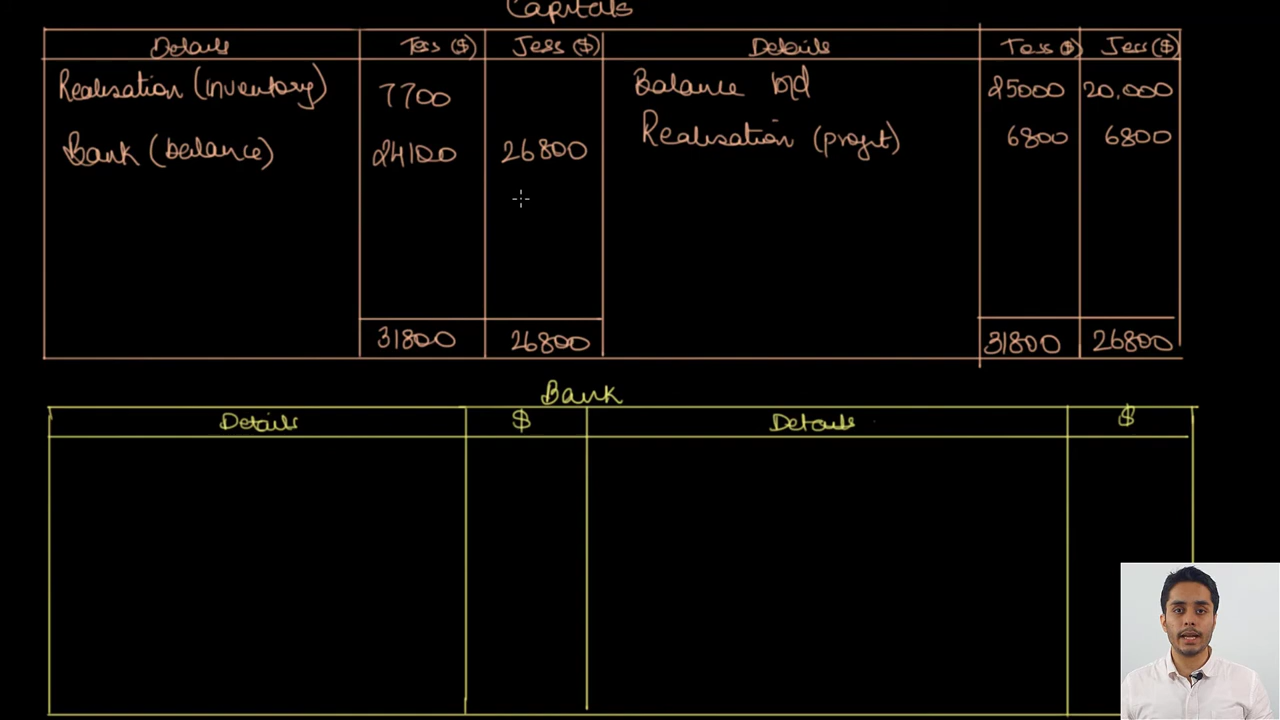 Capitals
Details Tess ($) Jess ($) Details Tess ($) Jess ($)
Realisation (inventory) 7700 Balance b/d 25000 20,000
Bank (balance) 24100 26800 Realisation (profit) 6800 6800
31800 26800 31800 26800
Bank
Details $ Details $